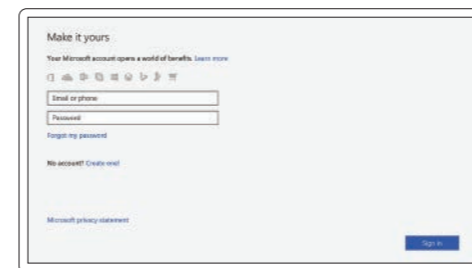 Make it yours
Your Microsoft account opens a world of benefits. Learn more
Email or phone
Password
Forgot my password
No account? Create one!
Microsoft privacy statement
Sign in